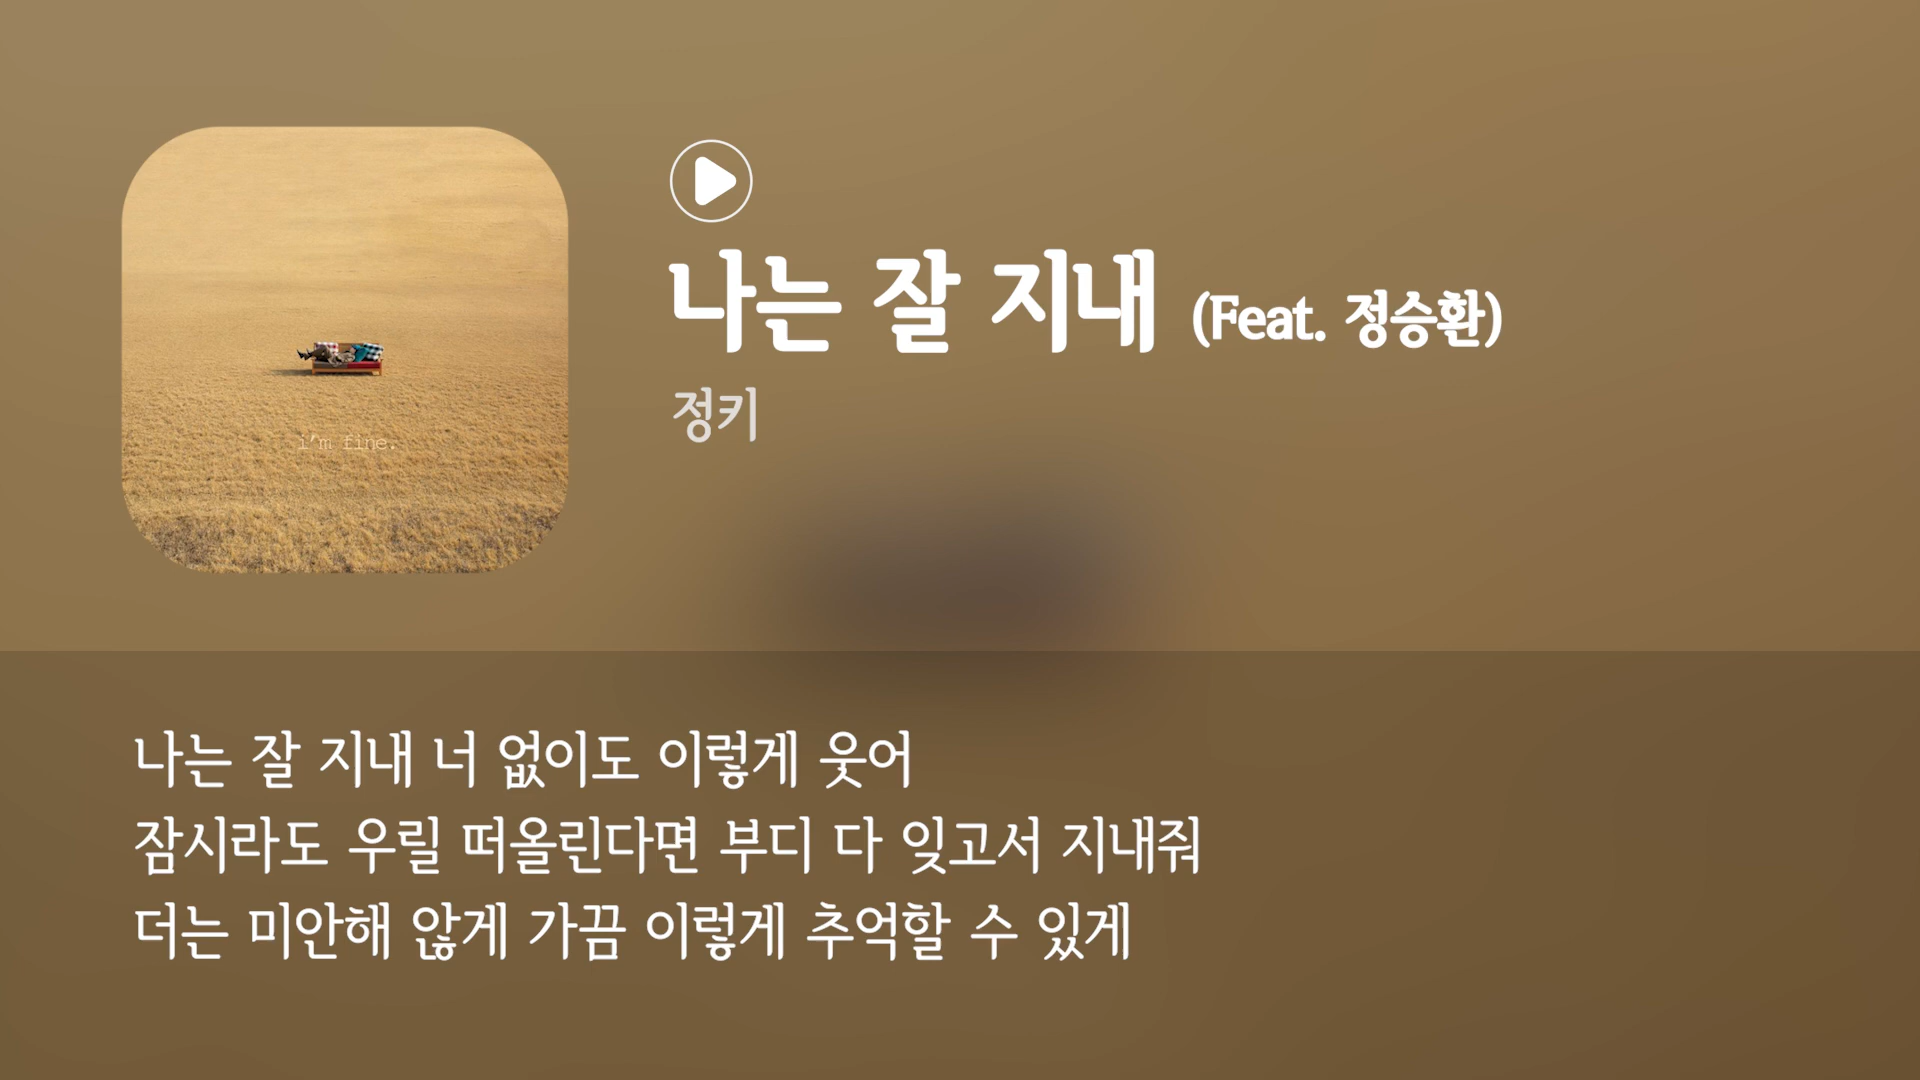 나는 잘 지내 (Feat. 정승환)
정키
i'm fine.
나는 잘 지내 너 없이도 이렇게 웃어
잠시라도 우릴 떠올린다면 부디 다 잊고서 지내줘
더는 미안해 않게 가끔 이렇게 추억할 수 있게